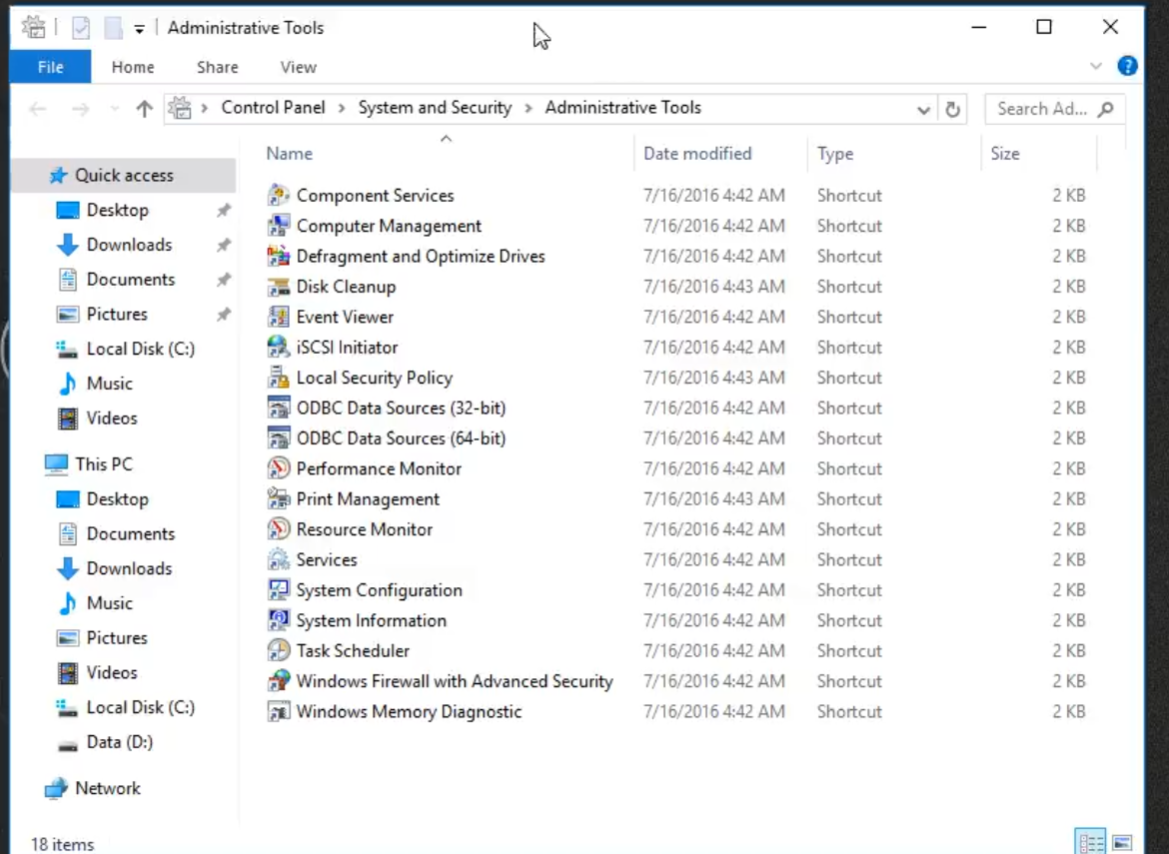 Administrative Tools
File Home Share View
Control Panel System and Security Administrative Tools Search Ad...
Name Date modified Type Size
Quick access
Desktop
Downloads
Documents
Pictures
Local Disk (C:)
Music
Videos
This PC
Desktop
Documents
Downloads
Music
Pictures
Videos
Local Disk (C:)
Data (D:)
Network
Component Services 7/16/2016 4:42 AM Shortcut 2 KB
Computer Management 7/16/2016 4:42 AM Shortcut 2 KB
Defragment and Optimize Drives 7/16/2016 4:42 AM Shortcut 2 KB
Disk Cleanup 7/16/2016 4:43 AM Shortcut 2 KB
Event Viewer 7/16/2016 4:42 AM Shortcut 2 KB
iSCSI Initiator 7/16/2016 4:42 AM Shortcut 2 KB
Local Security Policy 7/16/2016 4:43 AM Shortcut 2 KB
ODBC Data Sources (32-bit) 7/16/2016 4:42 AM Shortcut 2 KB
ODBC Data Sources (64-bit) 7/16/2016 4:42 AM Shortcut 2 KB
Performance Monitor 7/16/2016 4:42 AM Shortcut 2 KB
Print Management 7/16/2016 4:43 AM Shortcut 2 KB
Resource Monitor 7/16/2016 4:42 AM Shortcut 2 KB
Services 7/16/2016 4:42 AM Shortcut 2 KB
System Configuration 7/16/2016 4:42 AM Shortcut 2 KB
System Information 7/16/2016 4:42 AM Shortcut 2 KB
Task Scheduler 7/16/2016 4:42 AM Shortcut 2 KB
Windows Firewall with Advanced Security 7/16/2016 4:42 AM Shortcut 2 KB
Windows Memory Diagnostic 7/16/2016 4:42 AM Shortcut 2 KB
18 items